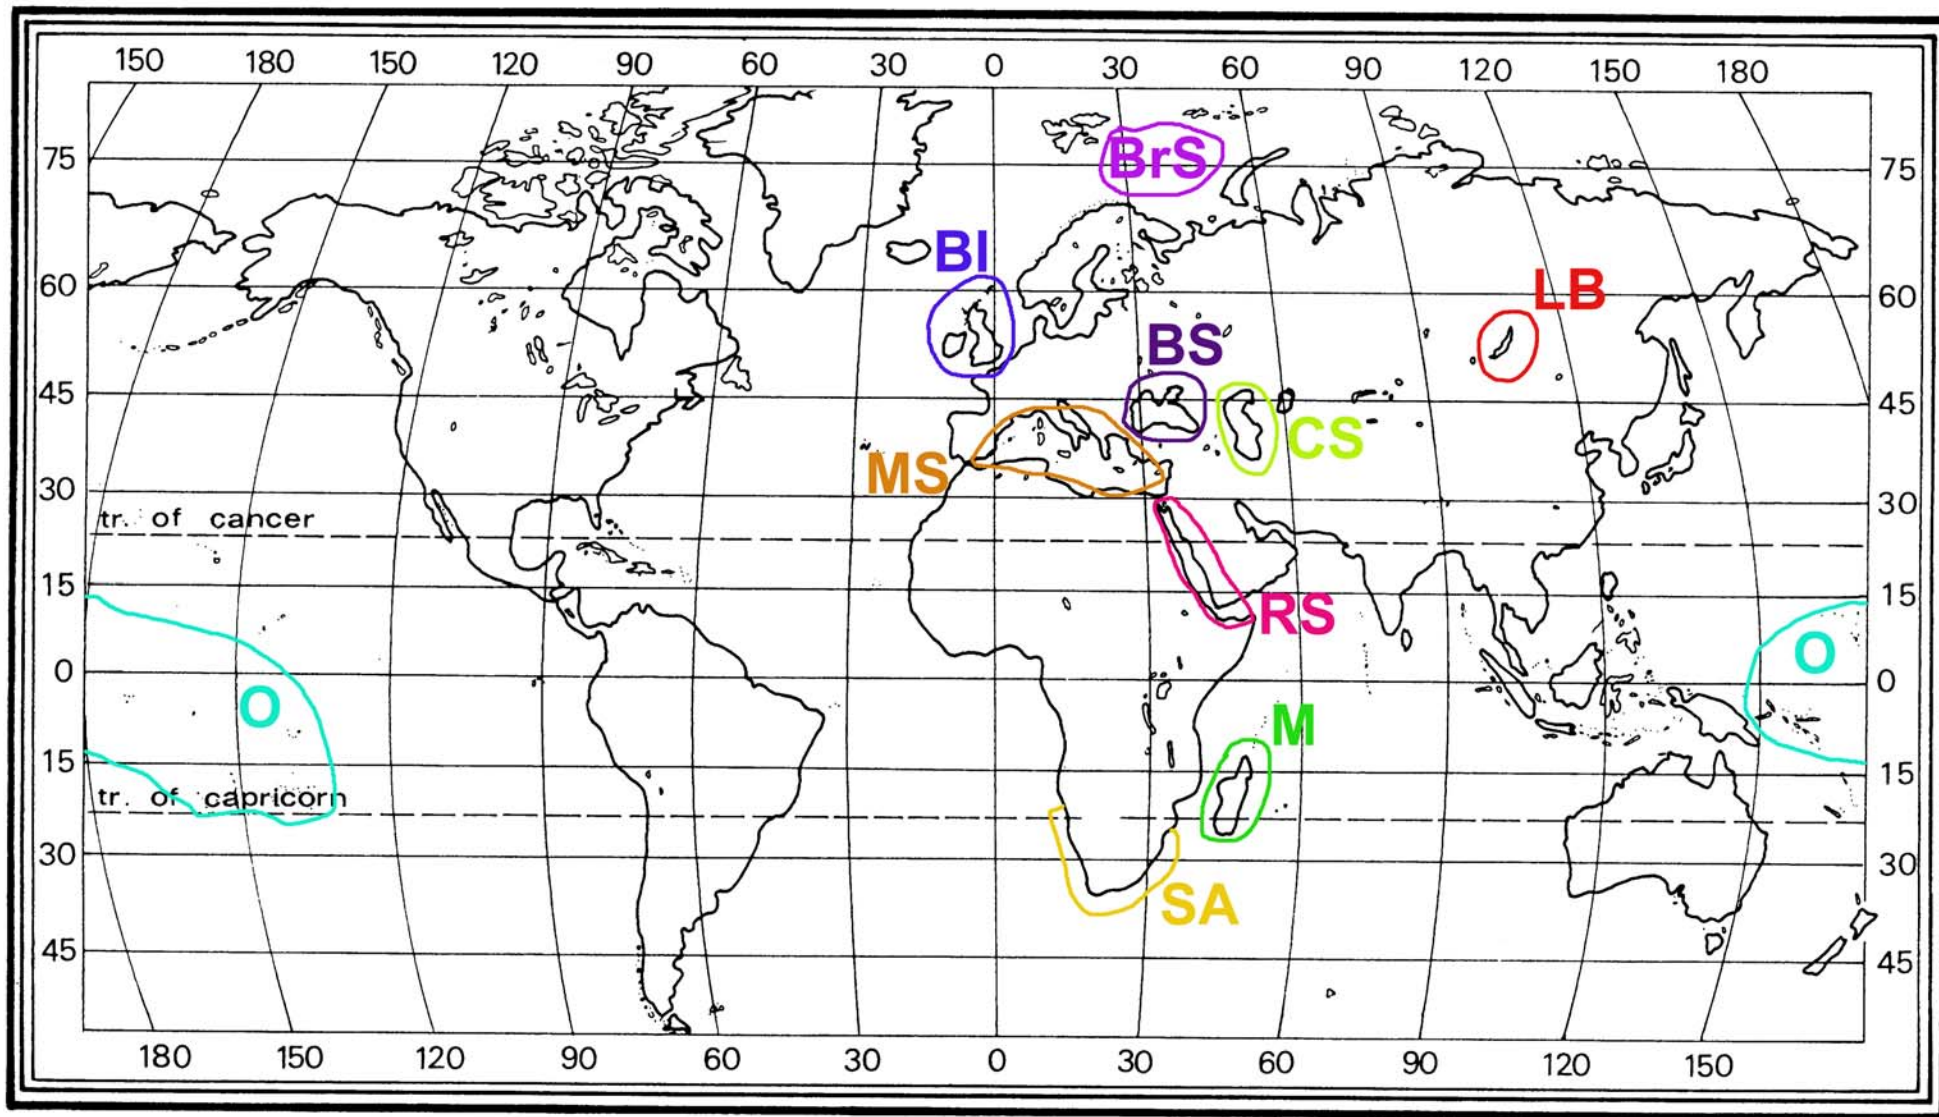 150 180 150 120 90 60 30 0 30 60 90 120 150 180
BrS
75 75
BI
60 LB 60
BS
45 45
CS
MS
30 30
tr. of cancer
15 RS 15
O
0 0
O
M
15 15
tr. of capricorn
30 30
SA
45 45
180 150 120 90 60 30 0 30 60 90 120 150